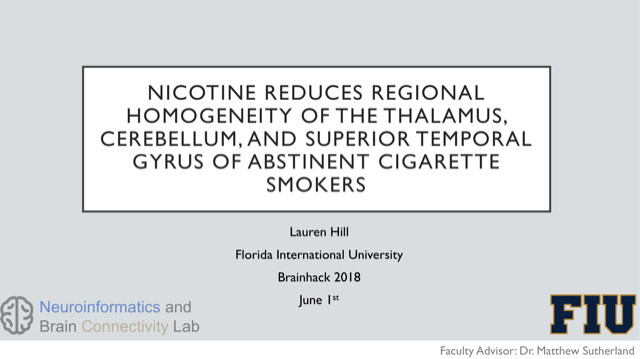 NICOTINE REDUCES REGIONAL
HOMOGENEITY OF THE THALAMUS,
CEREBELLUM, AND SUPERIOR TEMPORAL
GYRUS OF ABSTINENT CIGARETTE
SMOKERS
Lauren Hill
Florida International University
Brainhack 2018
June 1st
Neuroinformatics and
Brain Connectivity Lab
FIU
Faculty Advisor: Dr. Matthew Sutherland